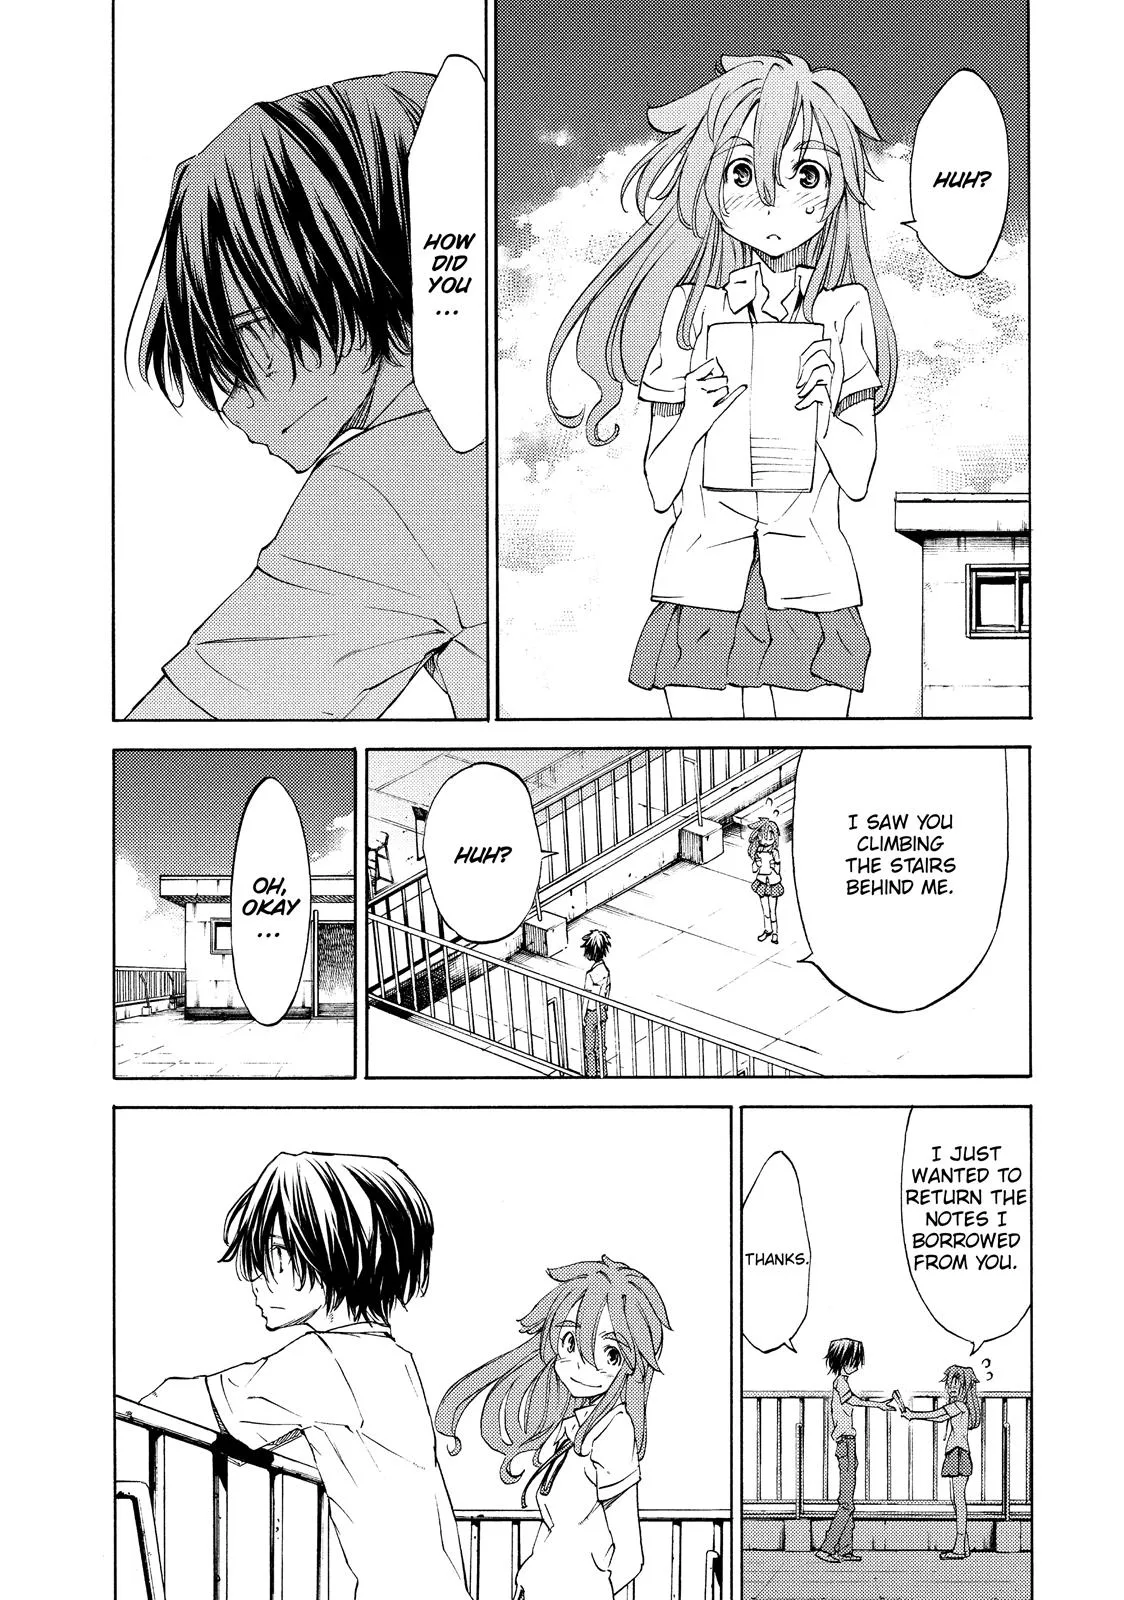 HUH?
HOW
DID
YOU
...
I SAW YOU
CLIMBING
THE STAIRS
BEHIND ME.
HUH?
OH,
OKAY
...
I JUST
WANTED TO
RETURN THE
NOTES I
BORROWED
FROM YOU.
THANKS.